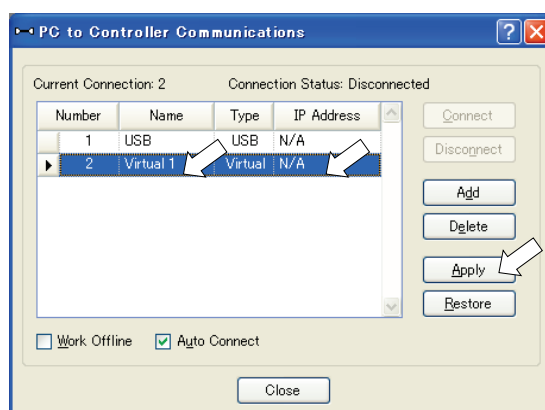 PC to Controller Communications
Current Connection: 2 Connection Status: Disconnected
Number Name Type IP Address
1 USB USB N/A
2 Virtual 1 Virtual N/A
Connect
Disconnect
Add
Delete
Apply
Restore
Work Offline Auto Connect
Close